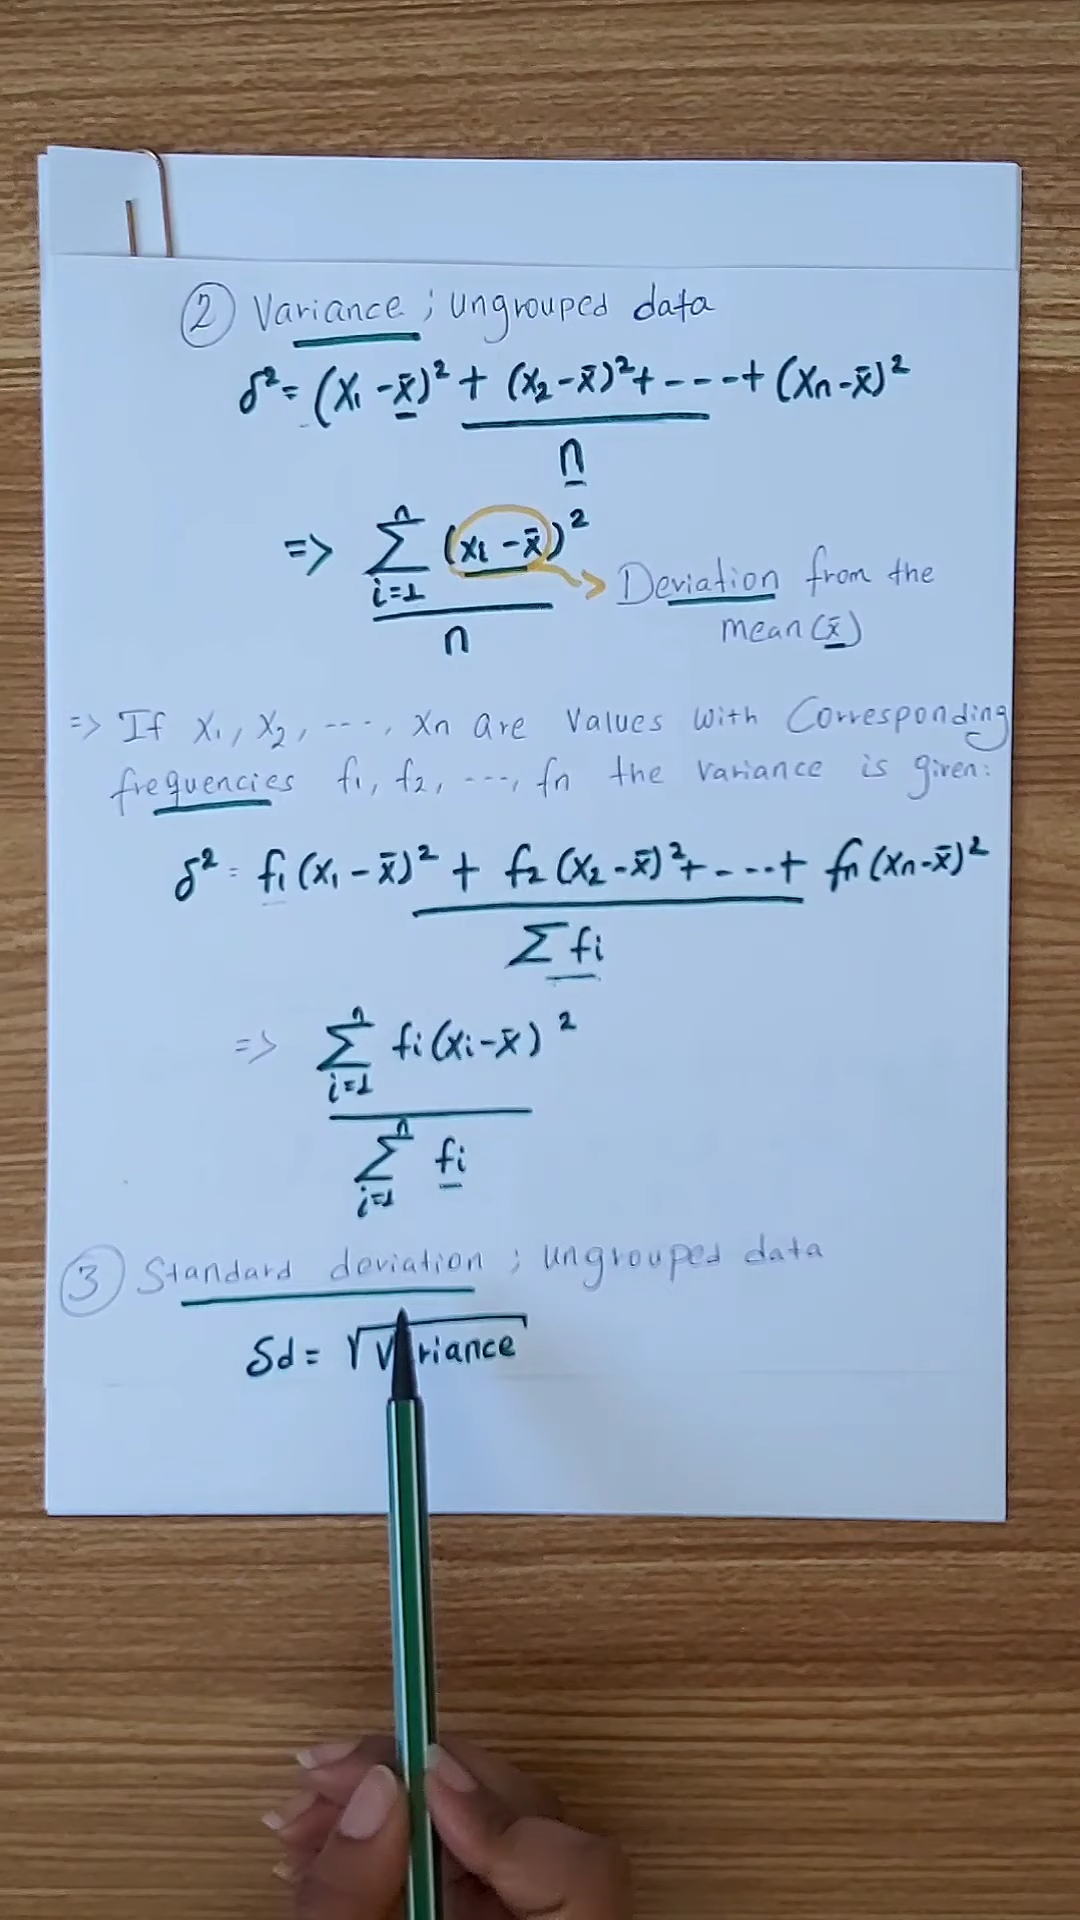 ② Variance ; Ungrouped data
δ² = (x₁ - x̄)² + (x₂ - x̄)² + ---- + (xn - x̄)²
n
=> n
∑ (xi - x̄)²
i=1
n
Deviation from the
mean (x̄)
=> If x₁, x₂, ----, xn are values with Corresponding
frequencies f₁, f₂, ---, fn the variance is given:
δ² = f₁(x₁ - x̄)² + f₂(x₂ - x̄)² + ---- + fn(xn - x̄)²
∑ fi
=> n
∑ fi(xi - x̄)²
i=1
n
∑ fi
i=1
③ Standard deviation ; Ungrouped data
Sd = √Variance